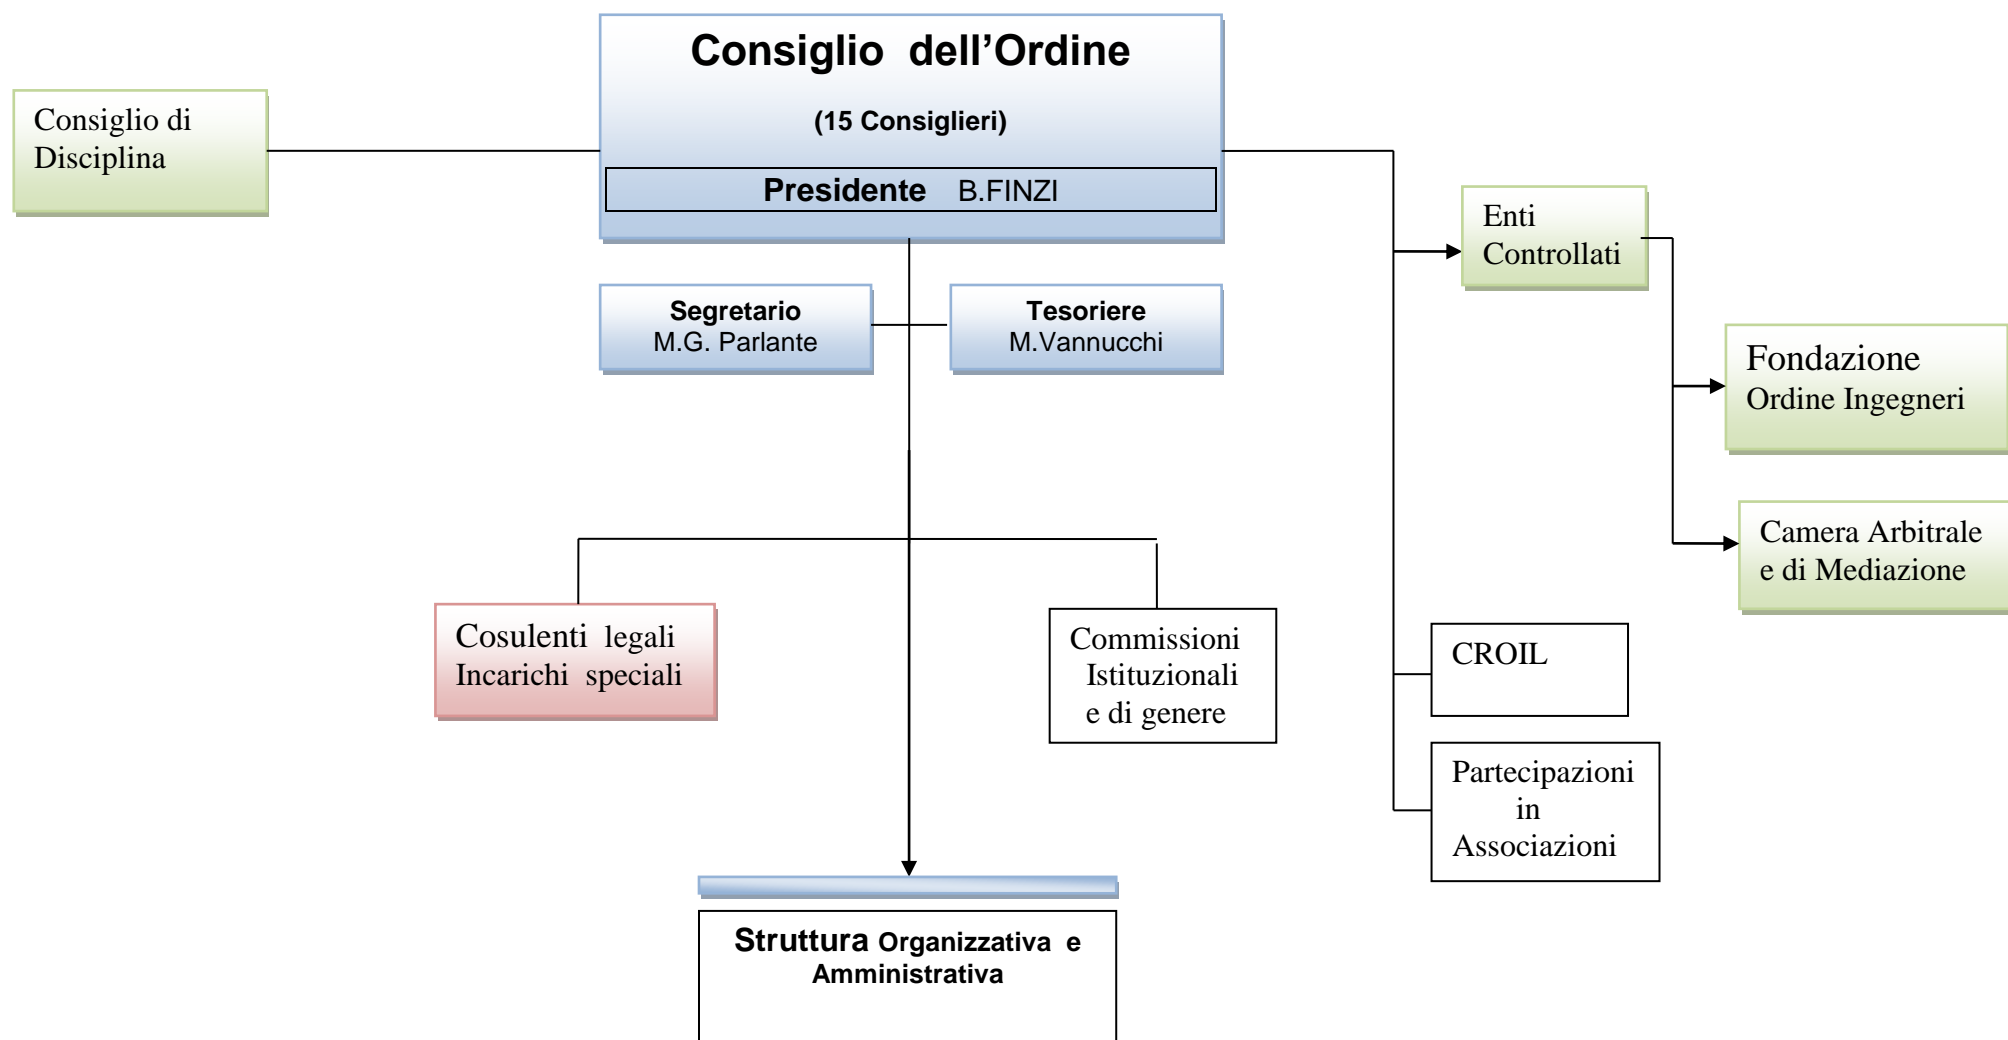 Consiglio dell’Ordine
(15 Consiglieri)
Presidente B.FINZI
Consiglio di
Disciplina
Segretario
M.G. Parlante
Tesoriere
M.Vannucchi
Enti
Controllati
Fondazione
Ordine Ingegneri
Camera Arbitrale
e di Mediazione
Cosulenti legali
Incarichi speciali
Commissioni
Istituzionali
e di genere
CROIL
Partecipazioni
in
Associazioni
Struttura Organizzativa e
Amministrativa